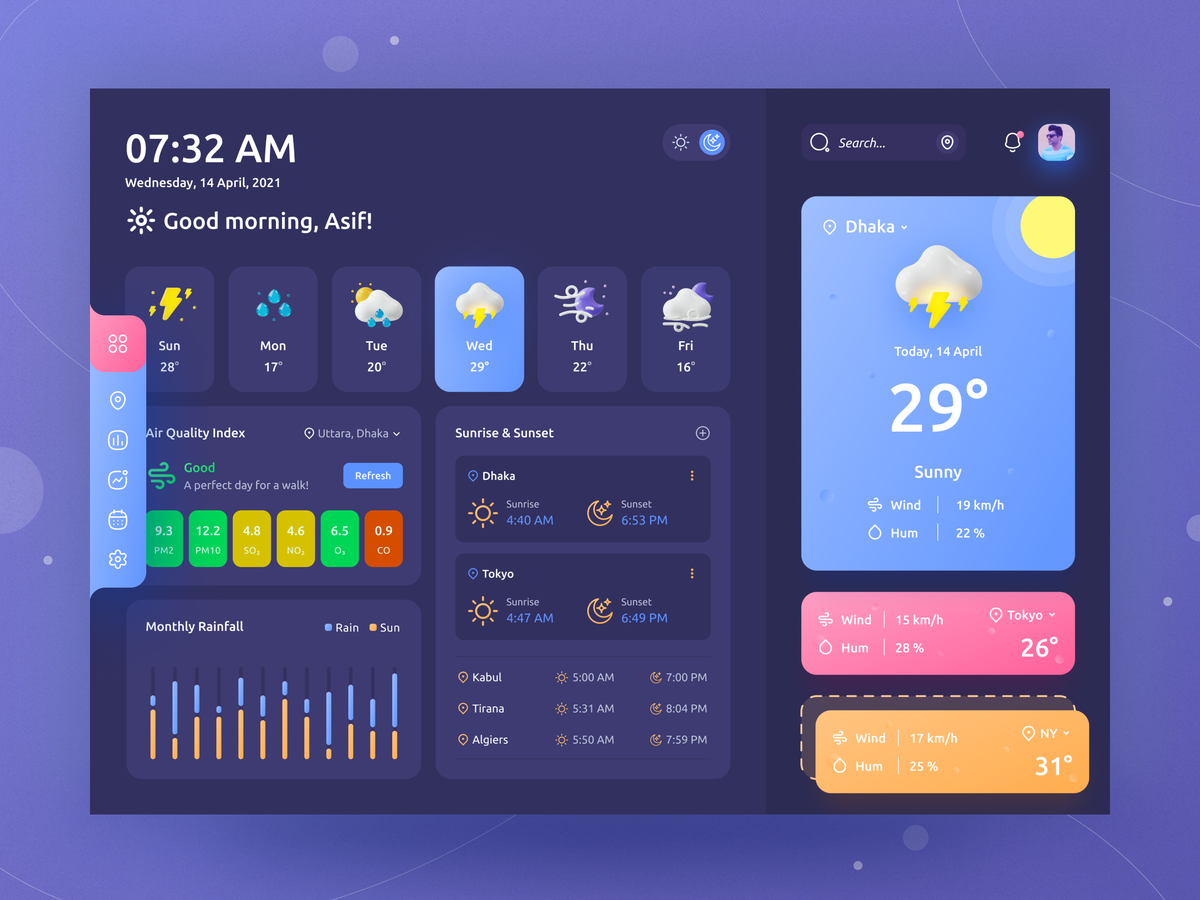 07:32 AM
Wednesday, 14 April, 2021
Good morning, Asif!
Search...
Sun
28°
Mon
17°
Tue
20°
Wed
29°
Thu
22°
Fri
16°
Air Quality Index
Uttara, Dhaka
Good
A perfect day for a walk!
Refresh
9.3
PM2
12.2
PM10
4.8
SO₂
4.6
NO₂
6.5
O₃
0.9
CO
Monthly Rainfall
Rain
Sun
Sunrise & Sunset
Dhaka
Sunrise
4:40 AM
Sunset
6:53 PM
Tokyo
Sunrise
4:47 AM
Sunset
6:49 PM
Kabul 5:00 AM 7:00 PM
Tirana 5:31 AM 8:04 PM
Algiers 5:50 AM 7:59 PM
Dhaka
Today, 14 April
29°
Sunny
Wind 19 km/h
Hum 22 %
Wind 15 km/h
Hum 28 %
Tokyo
26°
Wind 17 km/h
Hum 25 %
NY
31°